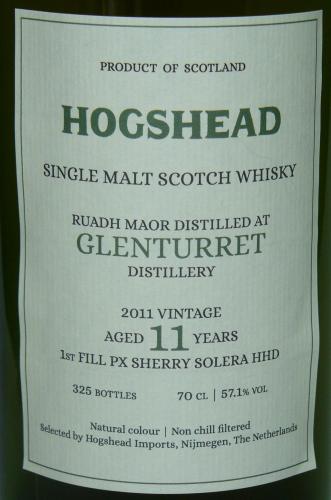 PRODUCT OF SCOTLAND
HOGSHEAD
SINGLE MALT SCOTCH WHISKY
RUADH MAOR DISTILLED AT
GLENTURRET
DISTILLERY
2011 VINTAGE
AGED 11 YEARS
1ST FILL PX SHERRY SOLERA HHD
325 BOTTLES 70 CL | 57.1% VOL
Natural colour | Non chill filtered
Selected by Hogshead Imports, Nijmegen, The Netherlands